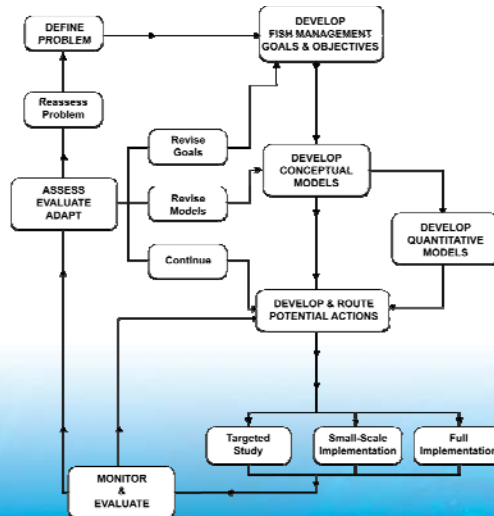 DEFINE
PROBLEM
DEVELOP
FISH MANAGEMENT
GOALS & OBJECTIVES
Reassess
Problem
Revise
Goals
ASSESS
EVALUATE
ADAPT
Revise
Models
DEVELOP
CONCEPTUAL
MODELS
DEVELOP
QUANTITATIVE
MODELS
Continue
DEVELOP & ROUTE
POTENTIAL ACTIONS
Targeted
Study
Small-Scale
Implementation
Full
Implementation
MONITOR
&
EVALUATE